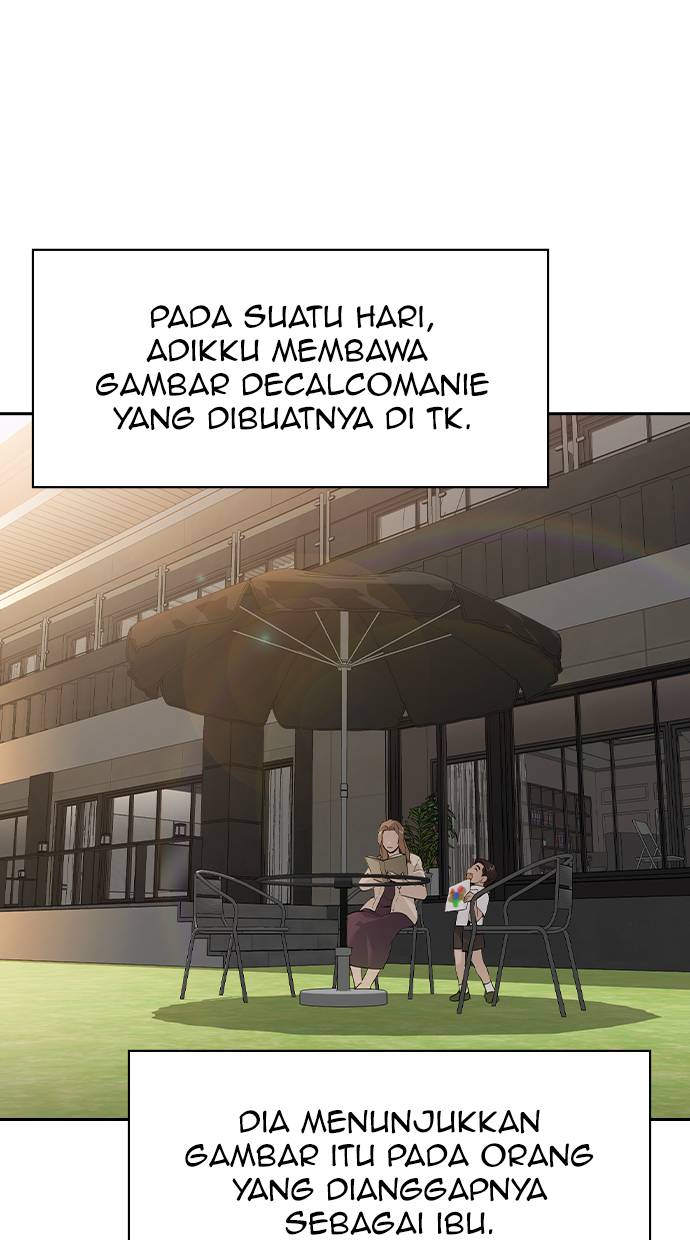 PADA SUATU HARI,
ADIKKU MEMBAWA
GAMBAR DECALCOMANIE
YANG DIBUATNYA DI TK.
DIA MENUNJUKKAN
GAMBAR ITU PADA ORANG
YANG DIANGGAPNYA
SEBAGAI IBU.